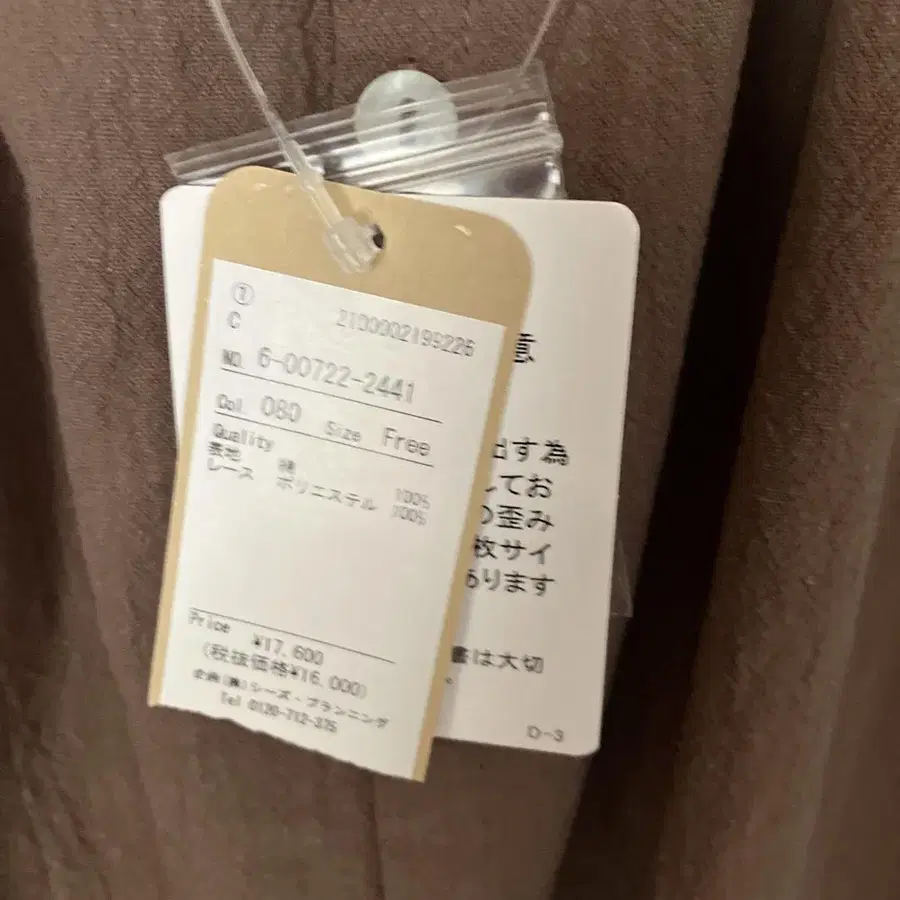 ⑦
C 2100002199226
NO. 6-00722-2441
Col. 080 Size Free
Quality
表地 綿 100%
レース ポリエステル 100%
Price ¥17,600
(税抜価格¥16,000)
企画(株)シーズ・プランニング
Tel 0120-712-375
意
出す為
してお
の歪み
枚サイ
あります
書は大切
。
D-3